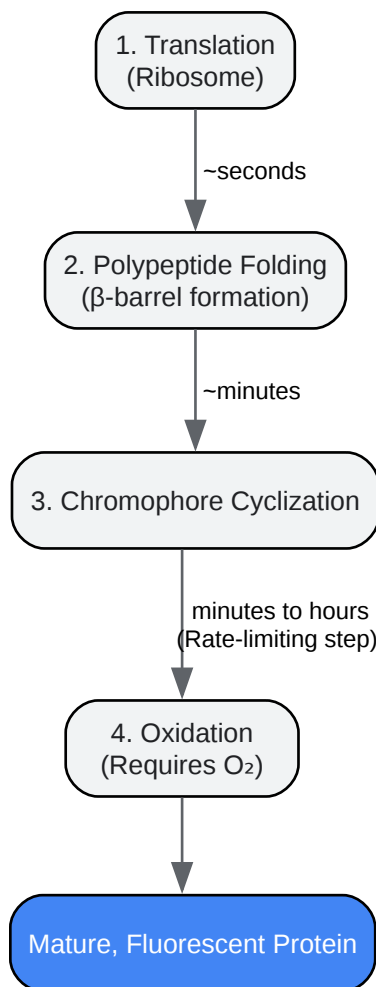 1. Translation
(Ribosome)
~seconds
2. Polypeptide Folding
(β-barrel formation)
~minutes
3. Chromophore Cyclization
minutes to hours
(Rate-limiting step)
4. Oxidation
(Requires O₂)
Mature, Fluorescent Protein